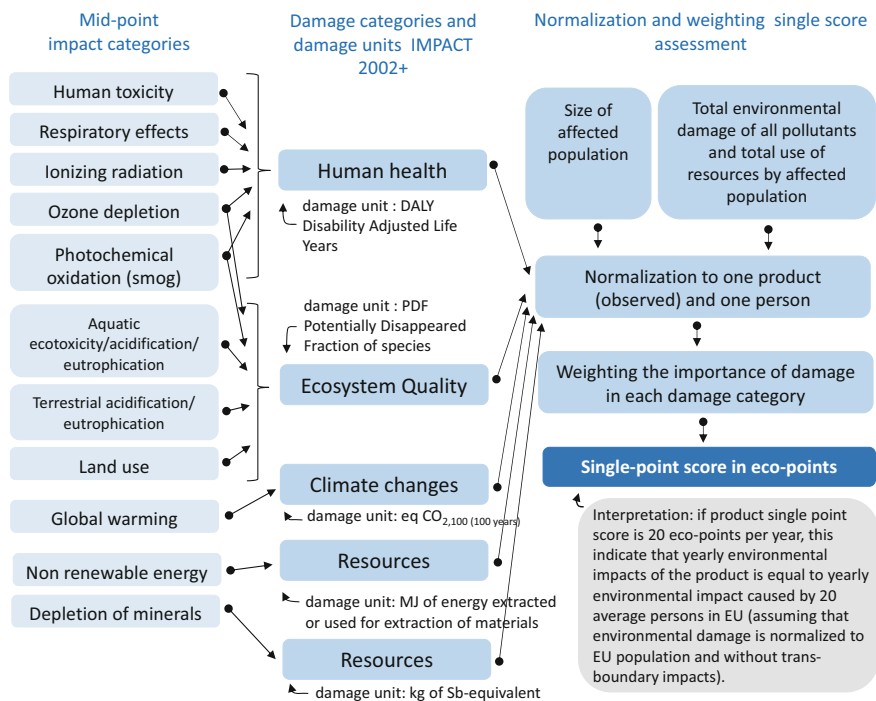 Mid-point
impact categories
Human toxicity
Respiratory effects
Ionizing radiation
Ozone depletion
Photochemical
oxidation (smog)
Aquatic
ecotoxicity/acidification/
eutrophication
Terrestrial acidification/
eutrophication
Land use
Global warming
Non renewable energy
Depletion of minerals
Damage categories and
damage units IMPACT
2002+
Human health
damage unit : DALY
Disability Adjusted Life
Years
damage unit : PDF
Potentially Disappeared
Fraction of species
Ecosystem Quality
Climate changes
damage unit: eq CO2,100 (100 years)
Resources
damage unit: MJ of energy extracted
or used for extraction of materials
Resources
damage unit: kg of Sb-equivalent
Normalization and weighting single score
assessment
Size of
affected
population
Total environmental
damage of all pollutants
and total use of
resources by affected
population
Normalization to one product
(observed) and one person
Weighting the importance of damage
in each damage category
Single-point score in eco-points
Interpretation: if product single point
score is 20 eco-points per year, this
indicate that yearly environmental
impacts of the product is equal to yearly
environmental impact caused by 20
average persons in EU (assuming that
environmental damage is normalized to
EU population and without trans-
boundary impacts).